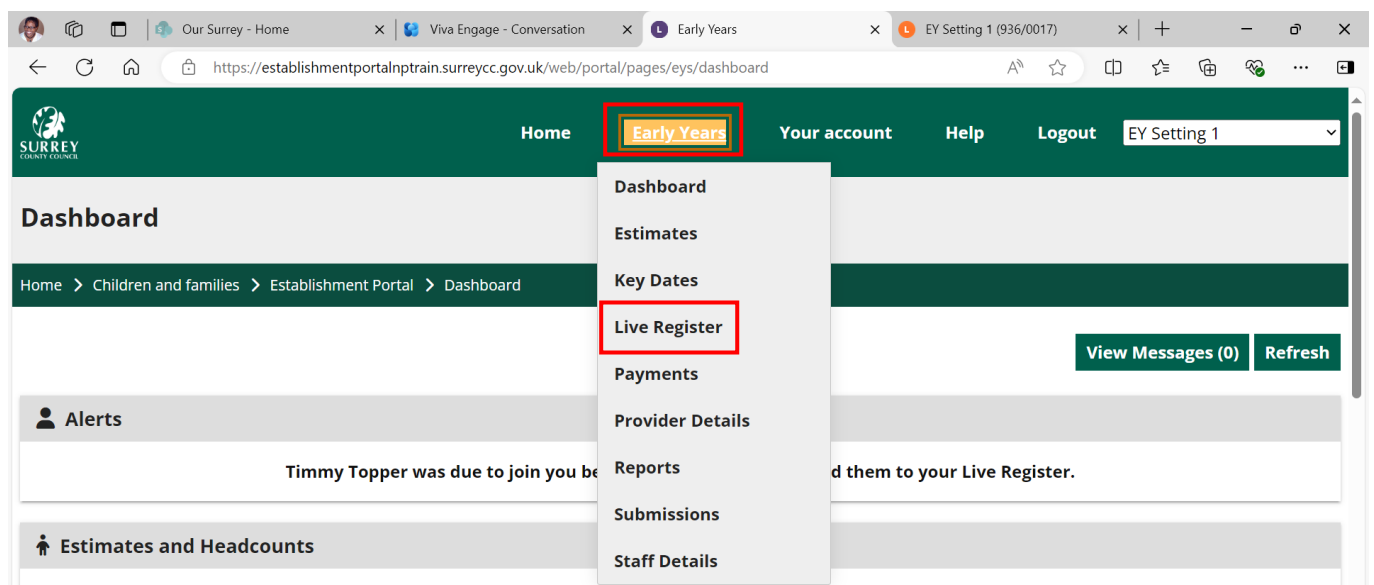 Our Surrey - Home
Viva Engage - Conversation
Early Years
EY Setting 1 (936/0017)
https://establishmentportalnptrain.surreycc.gov.uk/web/portal/pages/eys/dashboard
SURREY
COUNTY COUNCIL
Home Early Years Your account Help Logout EY Setting 1
Dashboard
Estimates
Key Dates
Live Register
Payments
Provider Details
Reports
Submissions
Staff Details
Dashboard
Home > Children and families > Establishment Portal > Dashboard
View Messages (0) Refresh
Alerts
Timmy Topper was due to join you d them to your Live Register.
Estimates and Headcounts